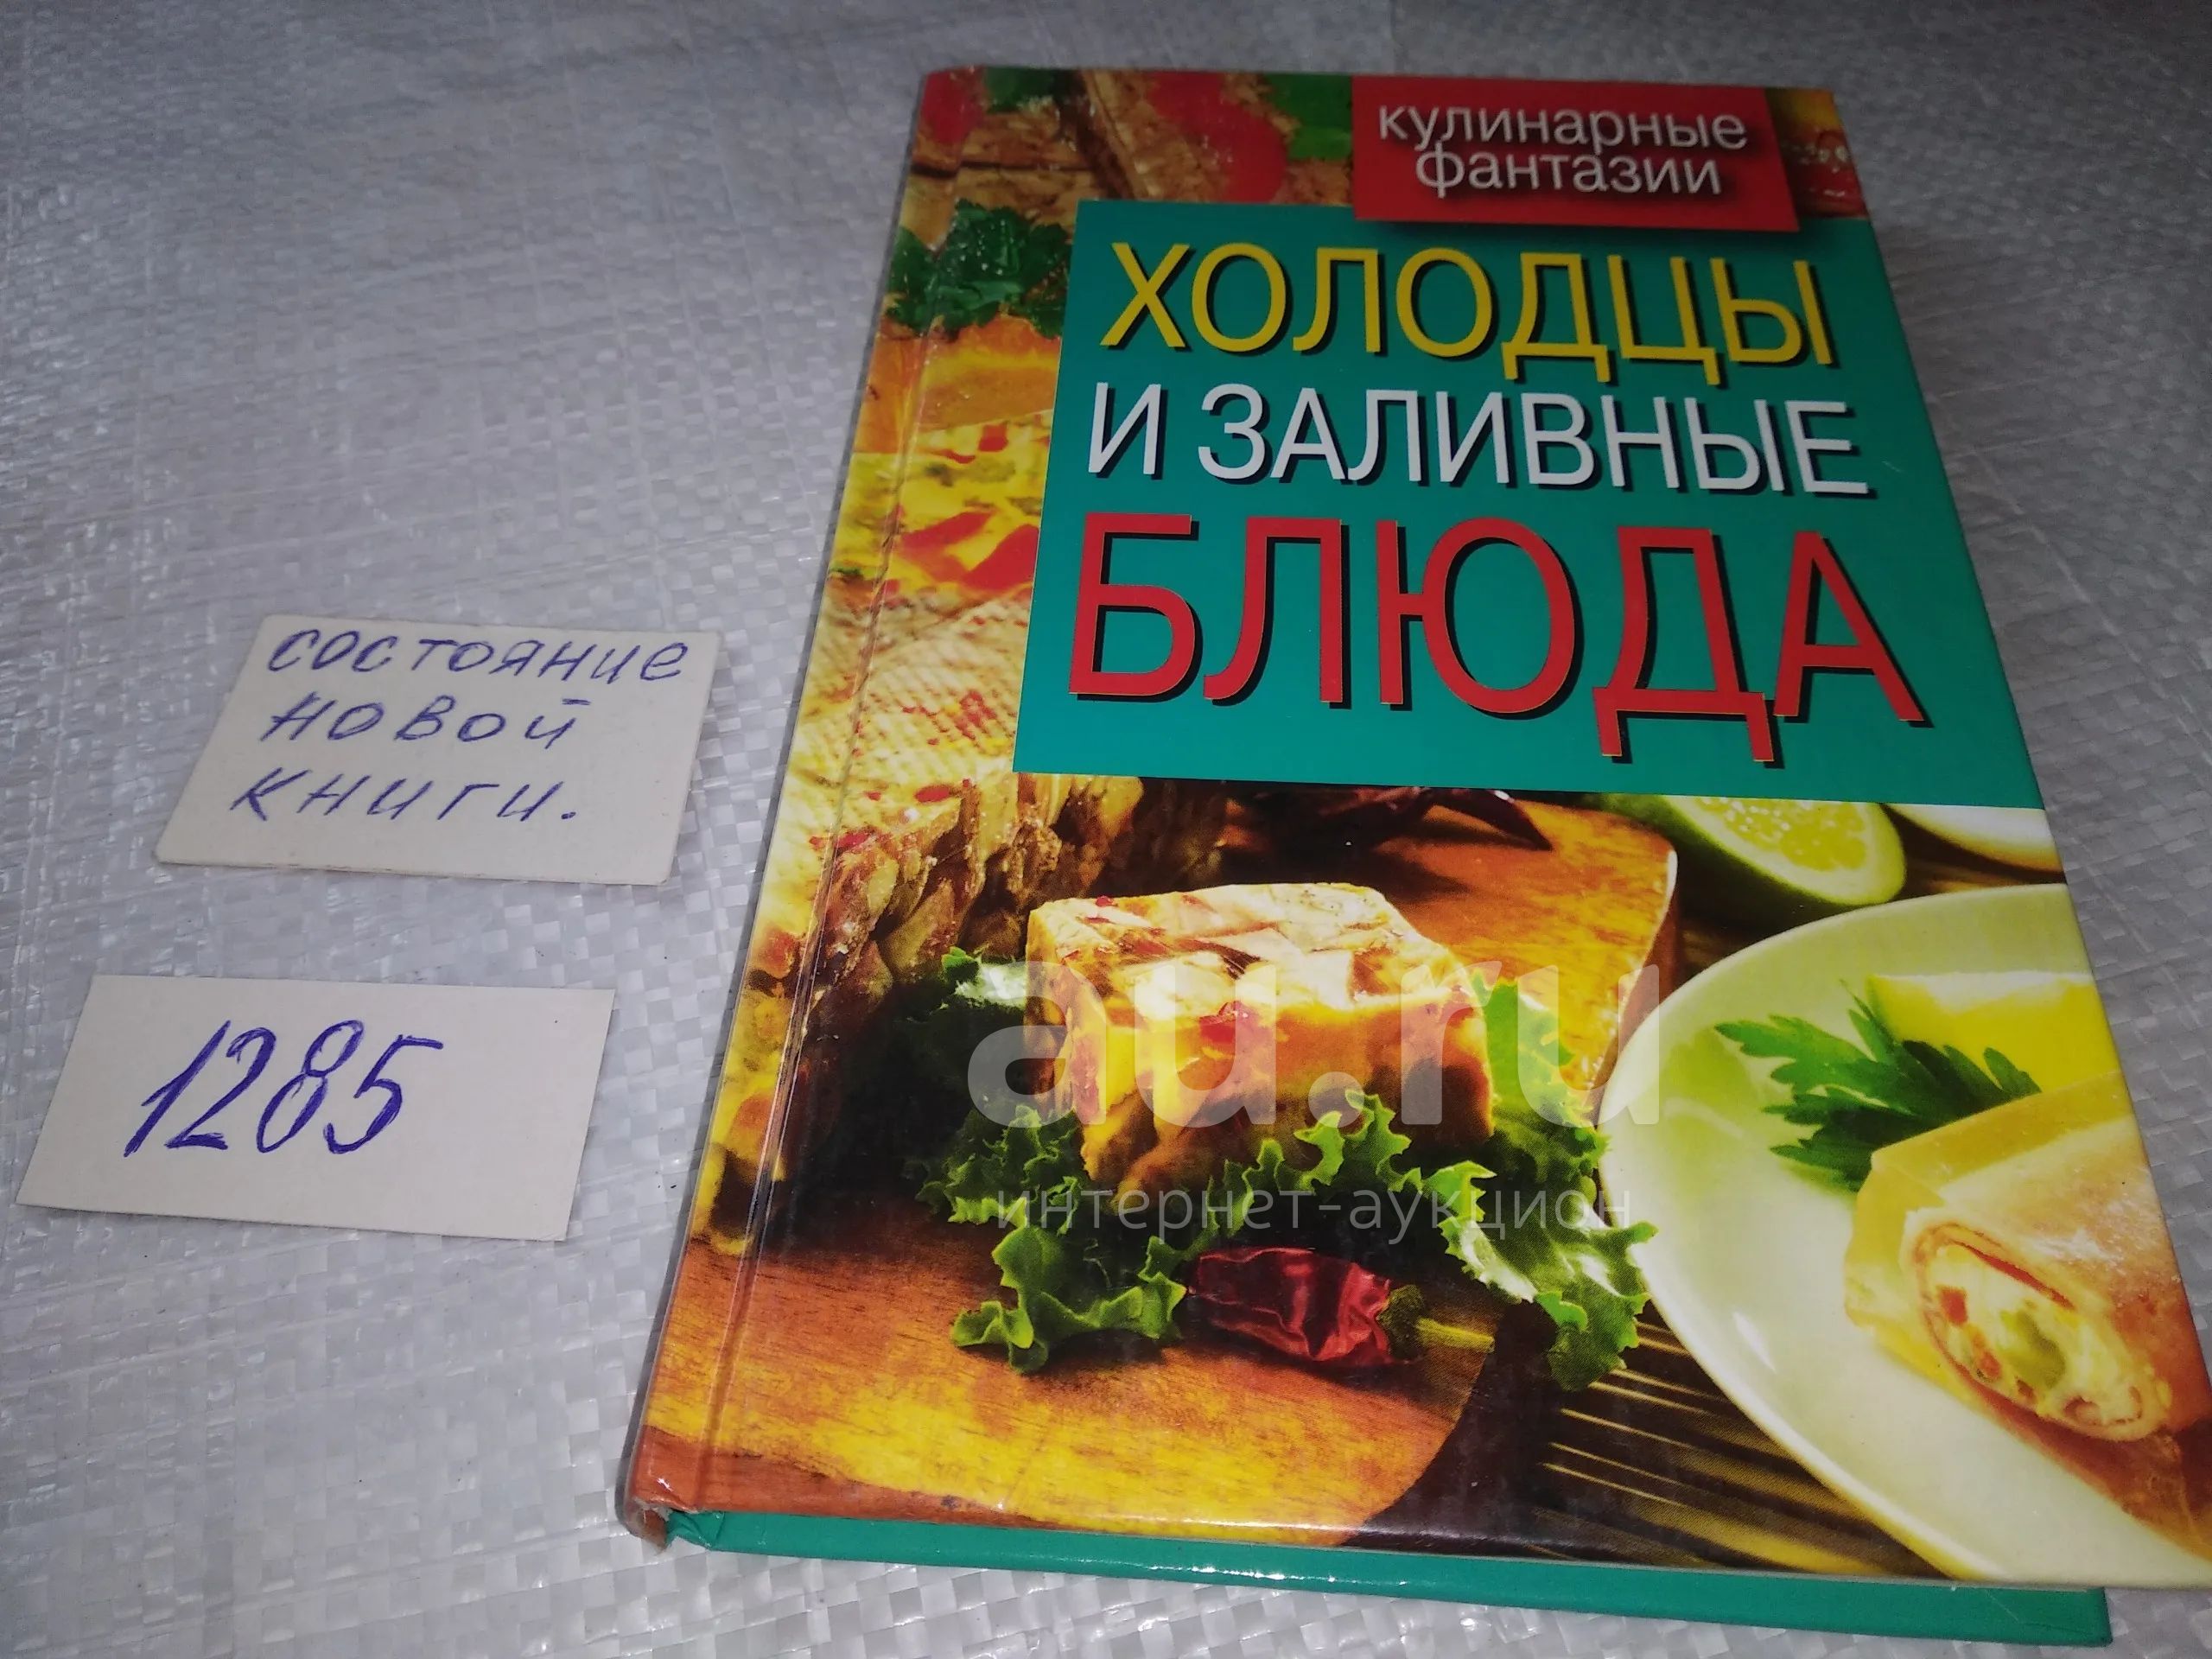 кулинарные
фантазии
ХОЛОДЦЫ
И ЗАЛИВНЫЕ
БЛЮДА
состояние
новой
книги.
1285
au.ru
интернет-аукцион